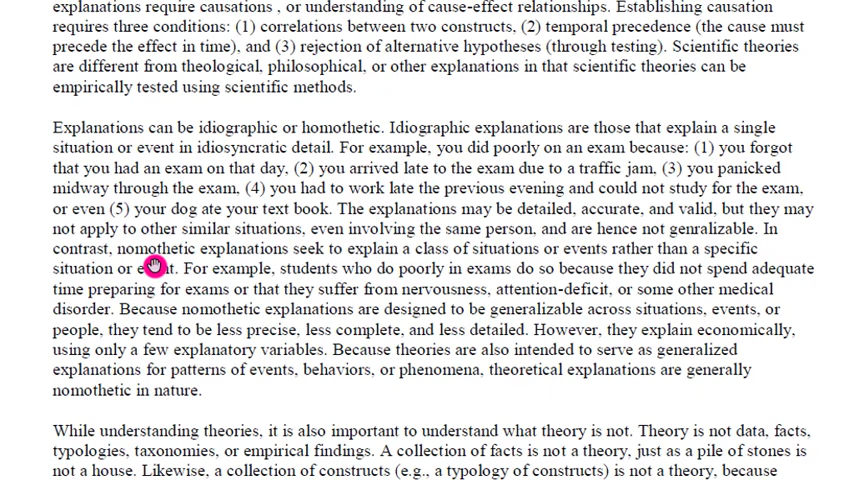 explanations require causations , or understanding of cause-effect relationships. Establishing causation
requires three conditions: (1) correlations between two constructs, (2) temporal precedence (the cause must
precede the effect in time), and (3) rejection of alternative hypotheses (through testing). Scientific theories
are different from theological, philosophical, or other explanations in that scientific theories can be
empirically tested using scientific methods.
Explanations can be idiographic or homothetic. Idiographic explanations are those that explain a single
situation or event in idiosyncratic detail. For example, you did poorly on an exam because: (1) you forgot
that you had an exam on that day, (2) you arrived late to the exam due to a traffic jam, (3) you panicked
midway through the exam, (4) you had to work late the previous evening and could not study for the exam,
or even (5) your dog ate your text book. The explanations may be detailed, accurate, and valid, but they may
not apply to other similar situations, even involving the same person, and are hence not genralizable. In
contrast, nomothetic explanations seek to explain a class of situations or events rather than a specific
situation or For example, students who do poorly in exams do so because they did not spend adequate
time preparing for exams or that they suffer from nervousness, attention-deficit, or some other medical
disorder. Because nomothetic explanations are designed to be generalizable across situations, events, or
people, they tend to be less precise, less complete, and less detailed. However, they explain economically,
using only a few explanatory variables. Because theories are also intended to serve as generalized
explanations for patterns of events, behaviors, or phenomena, theoretical explanations are generally
nomothetic in nature.
While understanding theories, it is also important to understand what theory is not. Theory is not data, facts,
typologies, taxonomies, or empirical findings. A collection of facts is not a theory, just as a pile of stones is
not a house. Likewise, a collection of constructs (e.g., a typology of constructs) is not a theory, because